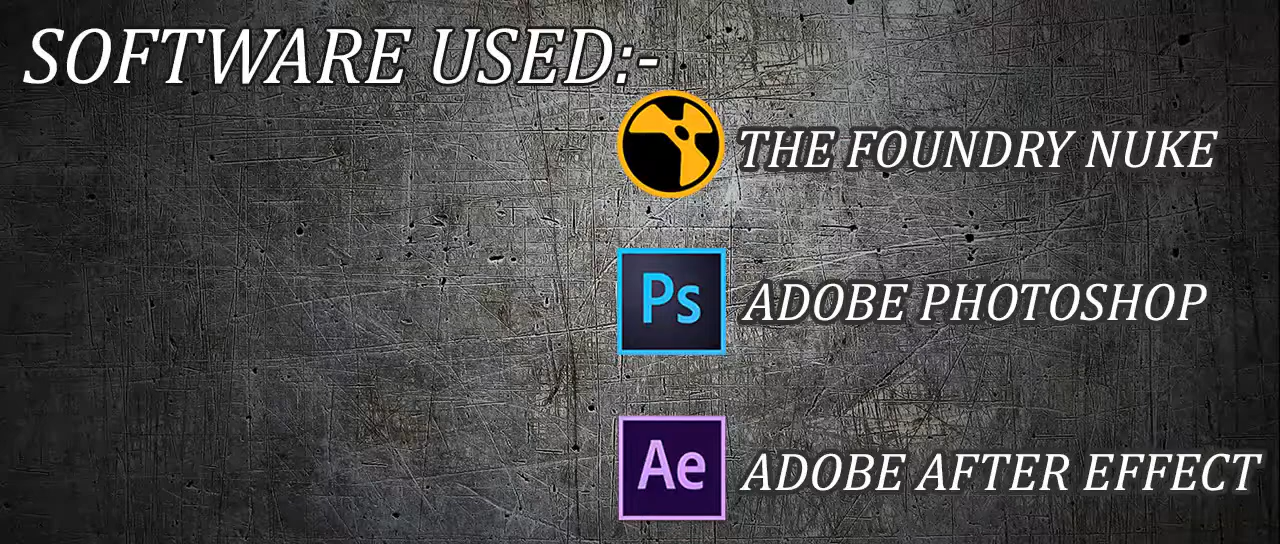 SOFTWARE USED:-
THE FOUNDRY NUKE
Ps
ADOBE PHOTOSHOP
Ae
ADOBE AFTER EFFECT